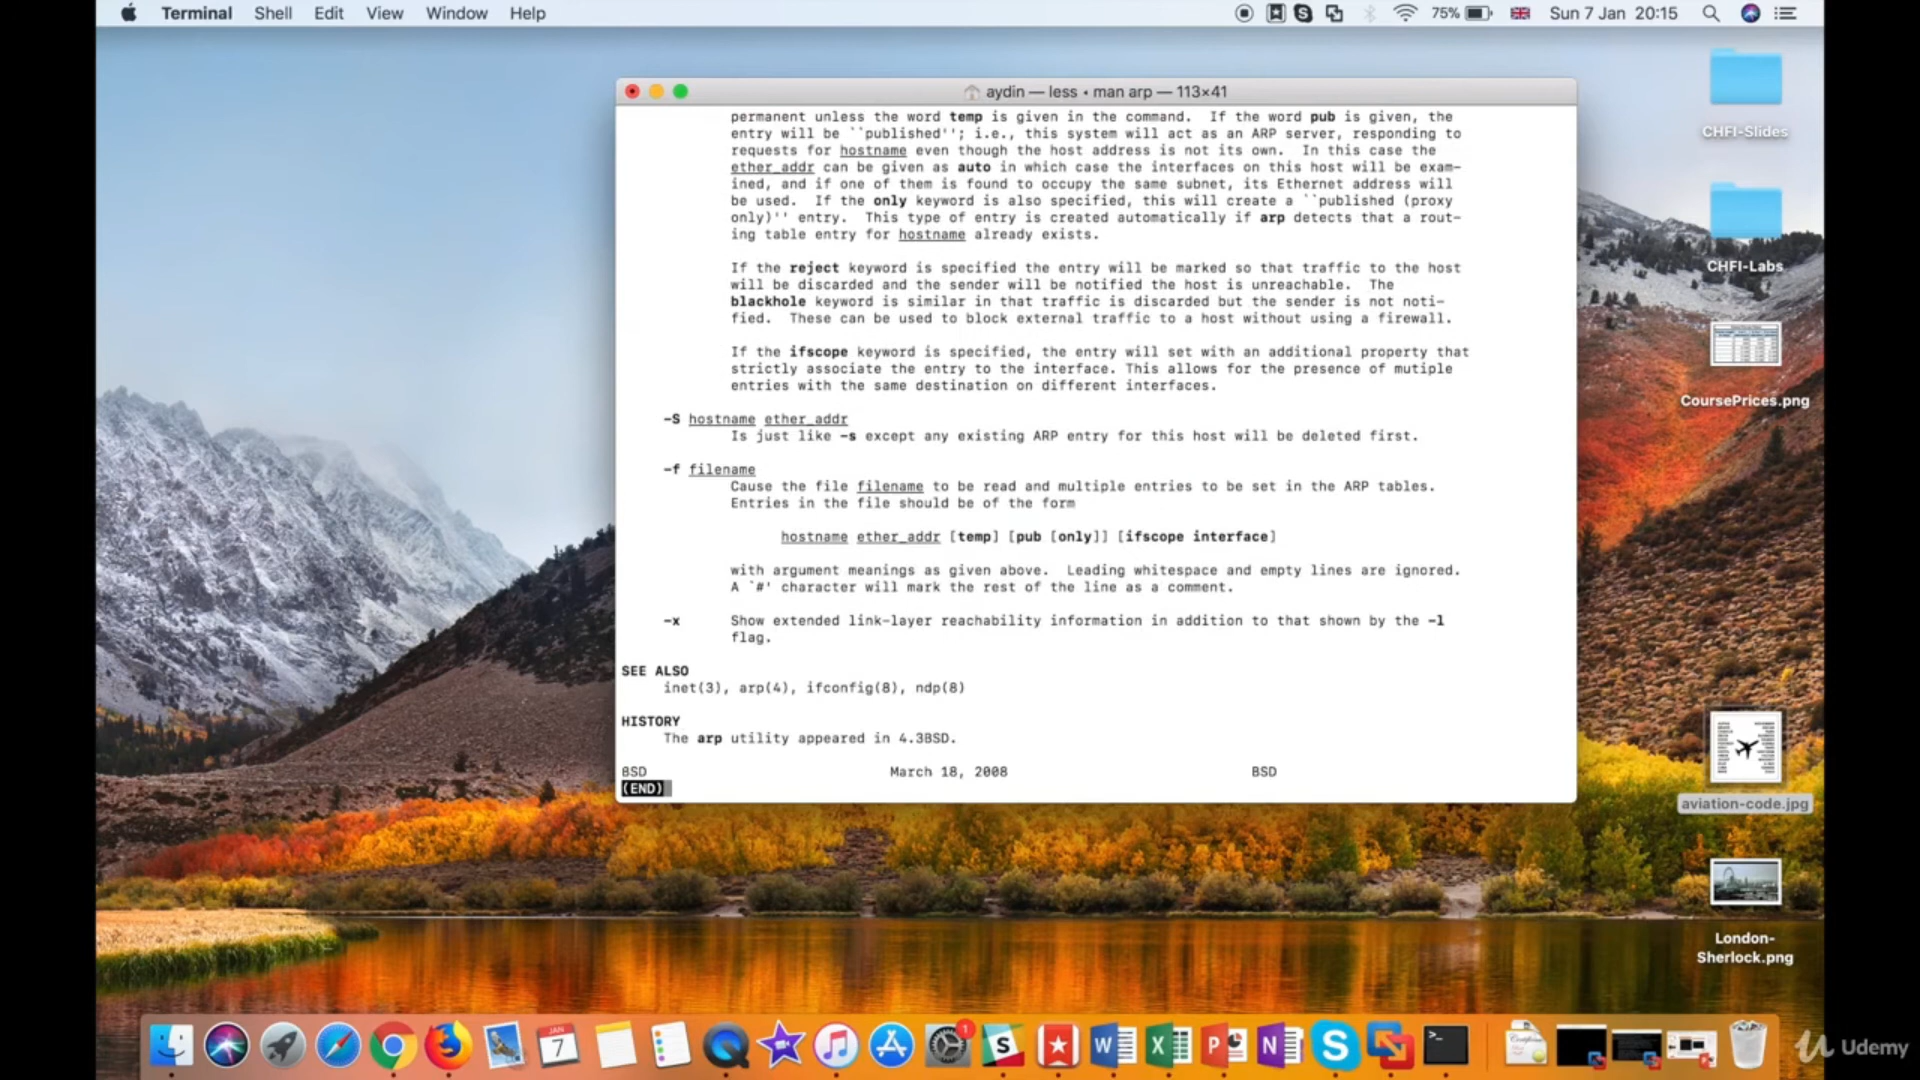 Terminal Shell Edit View Window Help 75% Sun 7 Jan 20:15
aydin — less • man arp — 113×41
permanent unless the word temp is given in the command. If the word pub is given, the
entry will be ``published''; i.e., this system will act as an ARP server, responding to
requests for hostname even though the host address is not its own. In this case the
ether_addr can be given as auto in which case the interfaces on this host will be exam-
ined, and if one of them is found to occupy the same subnet, its Ethernet address will
be used. If the only keyword is also specified, this will create a ``published (proxy
only)'' entry. This type of entry is created automatically if arp detects that a rout-
ing table entry for hostname already exists.
If the reject keyword is specified the entry will be marked so that traffic to the host
will be discarded and the sender will be notified the host is unreachable. The
blackhole keyword is similar in that traffic is discarded but the sender is not noti-
fied. These can be used to block external traffic to a host without using a firewall.
If the ifscope keyword is specified, the entry will set with an additional property that
strictly associate the entry to the interface. This allows for the presence of mutiple
entries with the same destination on different interfaces.
-S hostname ether_addr
Is just like -s except any existing ARP entry for this host will be deleted first.
-f filename
Cause the file filename to be read and multiple entries to be set in the ARP tables.
Entries in the file should be of the form
hostname ether_addr [temp] [pub [only]] [ifscope interface]
with argument meanings as given above. Leading whitespace and empty lines are ignored.
A `#' character will mark the rest of the line as a comment.
-x Show extended link-layer reachability information in addition to that shown by the -l
flag.
SEE ALSO
inet(3), arp(4), ifconfig(8), ndp(8)
HISTORY
The arp utility appeared in 4.3BSD.
BSD March 18, 2008 BSD
(END)
CHFI-Slides
CHFI-Labs
CoursePrices.png
aviation-code.jpg
London-
Sherlock.png
JAN
7
1
Udemy